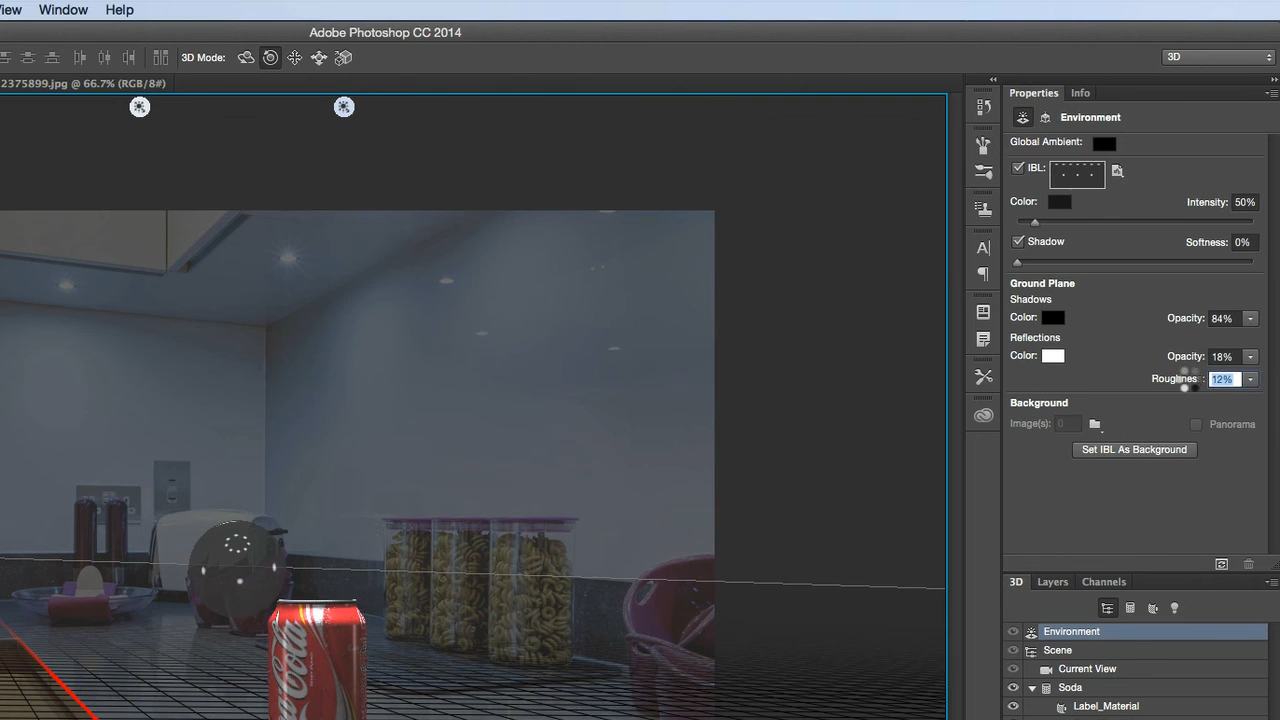 View Window Help
Adobe Photoshop CC 2014
3D Mode: 3D
2375899.jpg @ 66.7% (RGB/8#)
Properties Info
Environment
Global Ambient:
IBL:
Color: Intensity: 50%
Shadow Softness: 0%
Ground Plane
Shadows
Color: Opacity: 84%
Reflections
Color: Opacity: 18%
Roughnes : 12%
Background
Image(s): 0 Panorama
Set IBL As Background
3D Layers Channels
Environment
Scene
Current View
Soda
Label_Material